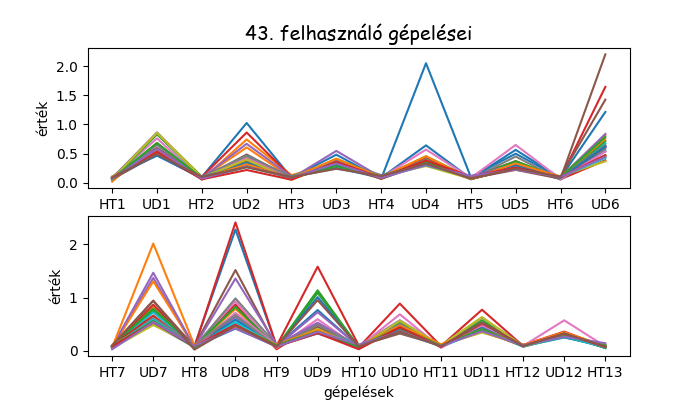 43. felhasználó gépelései
érték
2.0
1.5
1.0
0.5
0.0
HT1 UD1 HT2 UD2 HT3 UD3 HT4 UD4 HT5 UD5 HT6 UD6
érték
2
1
0
HT7 UD7 HT8 UD8 HT9 UD9 HT10 UD10 HT11 UD11 HT12 UD12 HT13
gépelések